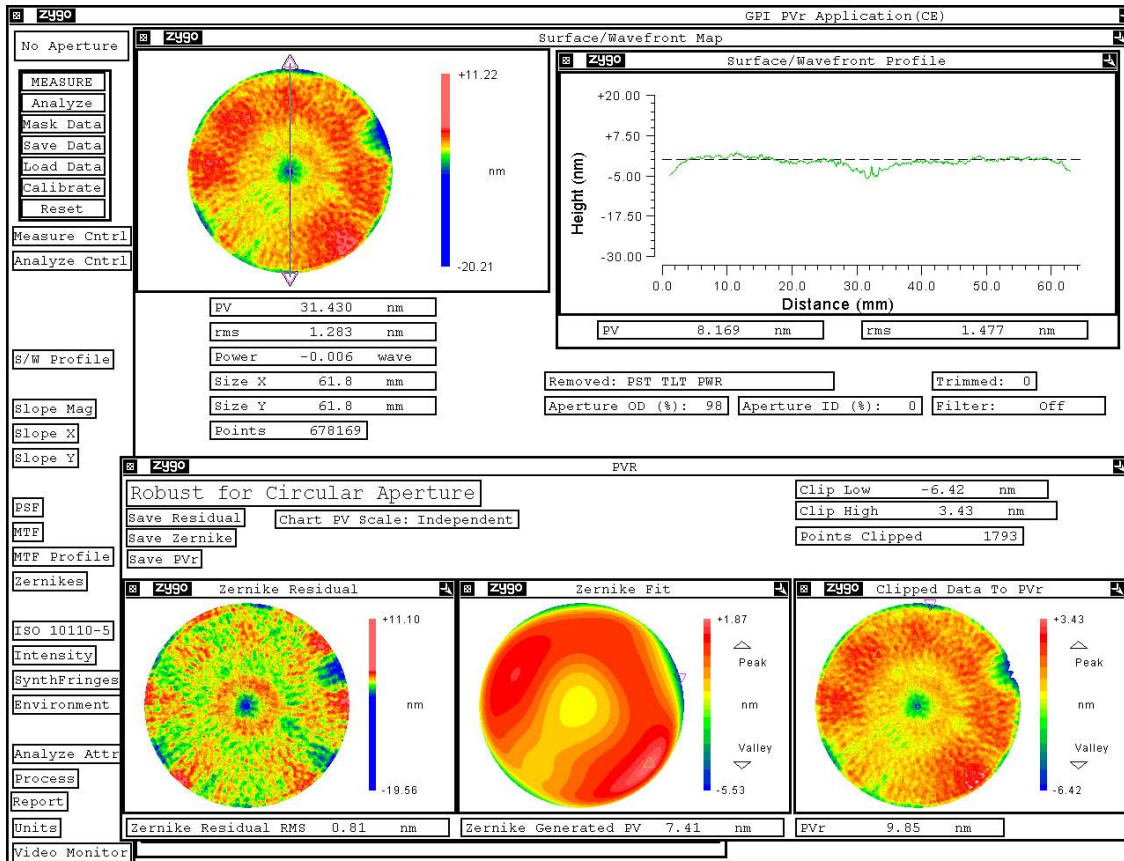 zygo GPI PVr Application(CE)
No Aperture
MEASURE
Analyze
Mask Data
Save Data
Load Data
Calibrate
Reset
Measure Cntrl
Analyze Cntrl
S/W Profile
Slope Mag
Slope X
Slope Y
PSF
MTF
MTF Profile
Zernikes
ISO 10110-5
Intensity
SynthFringes
Environment
Analyze Attr
Process
Report
Units
Video Monitor
zygo Surface/Wavefront Map
+11.22
nm
-20.21
PV 31.430 nm
rms 1.283 nm
Power -0.006 wave
Size X 61.8 mm
Size Y 61.8 mm
Points 678169
zygo Surface/Wavefront Profile
Height (nm)
+20.00
+7.50
-5.00
-17.50
-30.00
0.0 10.0 20.0 30.0 40.0 50.0 60.0
Distance (mm)
PV 8.169 nm rms 1.477 nm
Removed: PST TLT PWR Trimmed: 0
Aperture OD (%): 98 Aperture ID (%): 0 Filter: Off
zygo PVR
Robust for Circular Aperture
Save Residual Chart PV Scale: Independent
Save Zernike
Save PVr
Clip Low -6.42 nm
Clip High 3.43 nm
Points Clipped 1793
zygo Zernike Residual
+11.10
nm
-19.56
Zernike Residual RMS 0.81 nm
zygo Zernike Fit
+1.87
Peak
nm
Valley
-5.53
Zernike Generated PV 7.41 nm
zygo Clipped Data To PVr
+3.43
Peak
nm
Valley
-6.42
PVr 9.85 nm